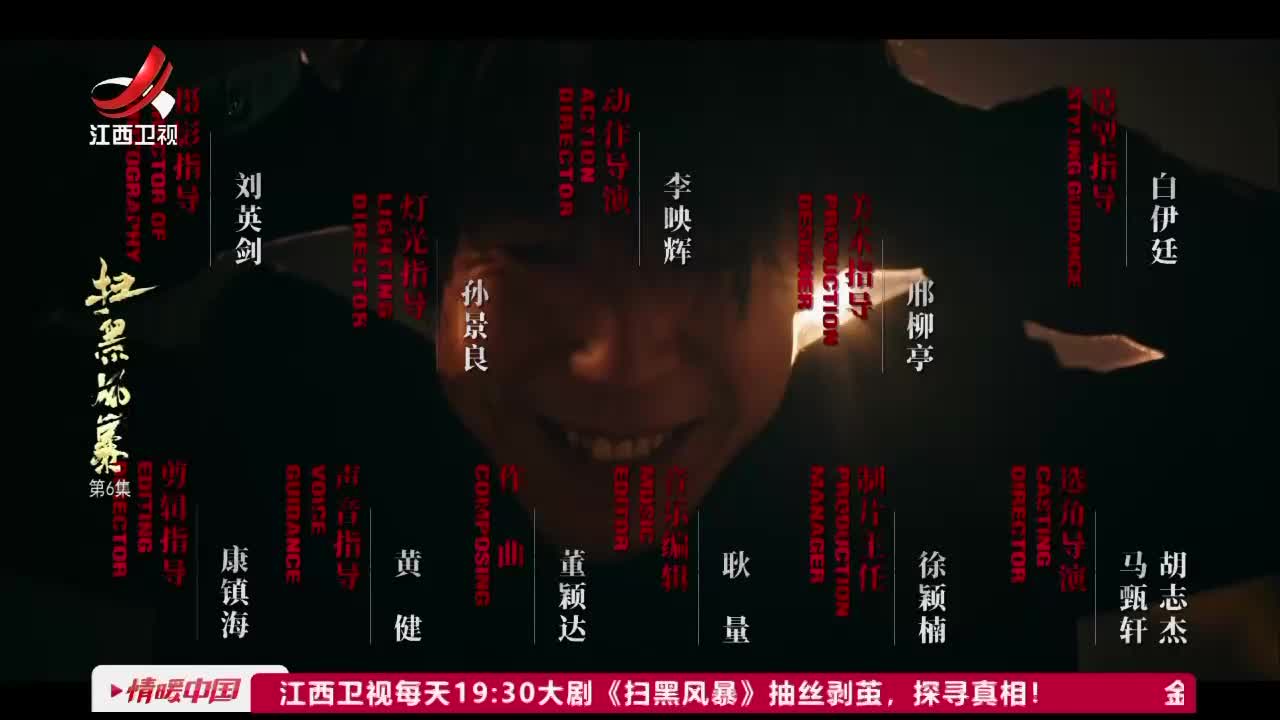 江西卫视
摄影指导
DIRECTOR OF
PHOTOGRAPHY
刘英剑
灯光指导
LIGHTING
DIRECTOR
孙景良
动作导演
ACTION
DIRECTOR
李映辉
美术指导
PRODUCTION
DESIGNER
邢柳亭
造型指导
STYLING GUIDANCE
白伊廷
扫黑风暴
第6集
剪辑指导
EDITING
DIRECTOR
康镇海
声音指导
VOICE
GUIDANCE
黄健
作曲
COMPOSING
董颖达
音乐编辑
MUSIC
EDITOR
耿量
制片主任
PRODUCTION
MANAGER
徐颖楠
选角导演
CASTING
DIRECTOR
胡志杰
马甄轩
情暖中国
江西卫视每天19:30大剧《扫黑风暴》抽丝剥茧，探寻真相！